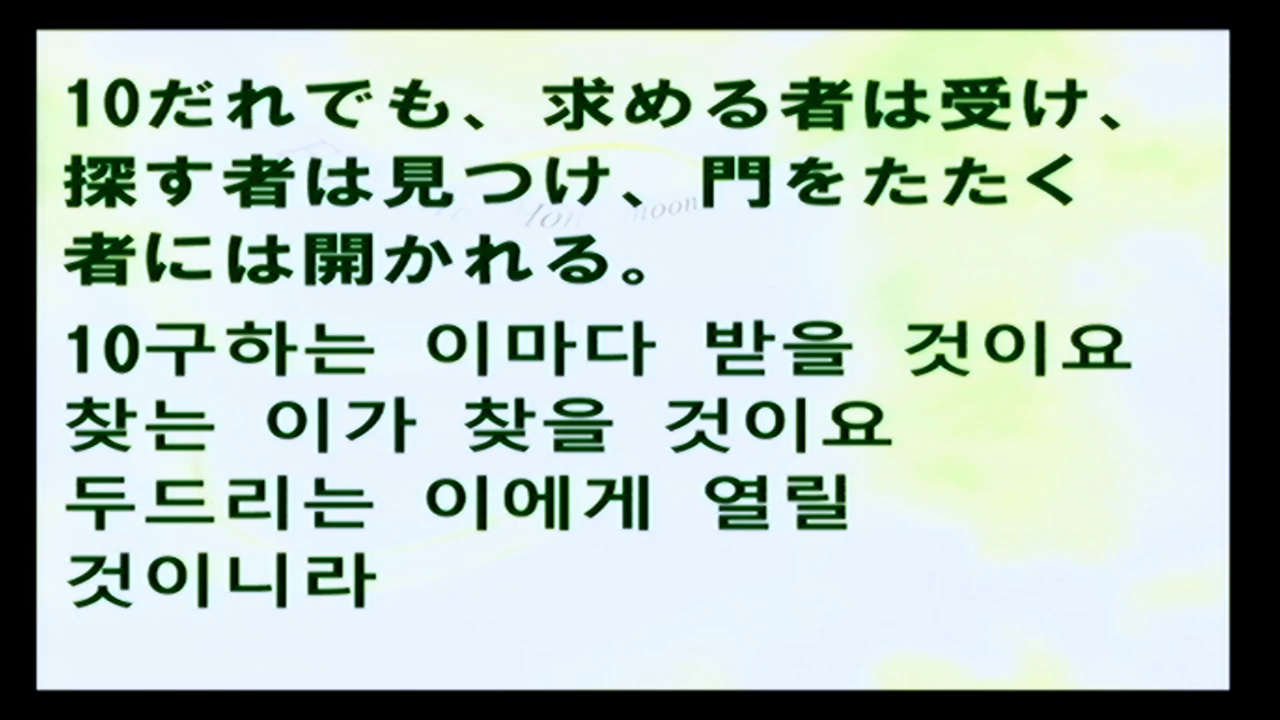 10だれでも、求める者は受け、
探す者は見つけ、門をたたく
者には開かれる。
10구하는 이마다 받을 것이요
찾는 이가 찾을 것이요
두드리는 이에게 열릴
것이니라